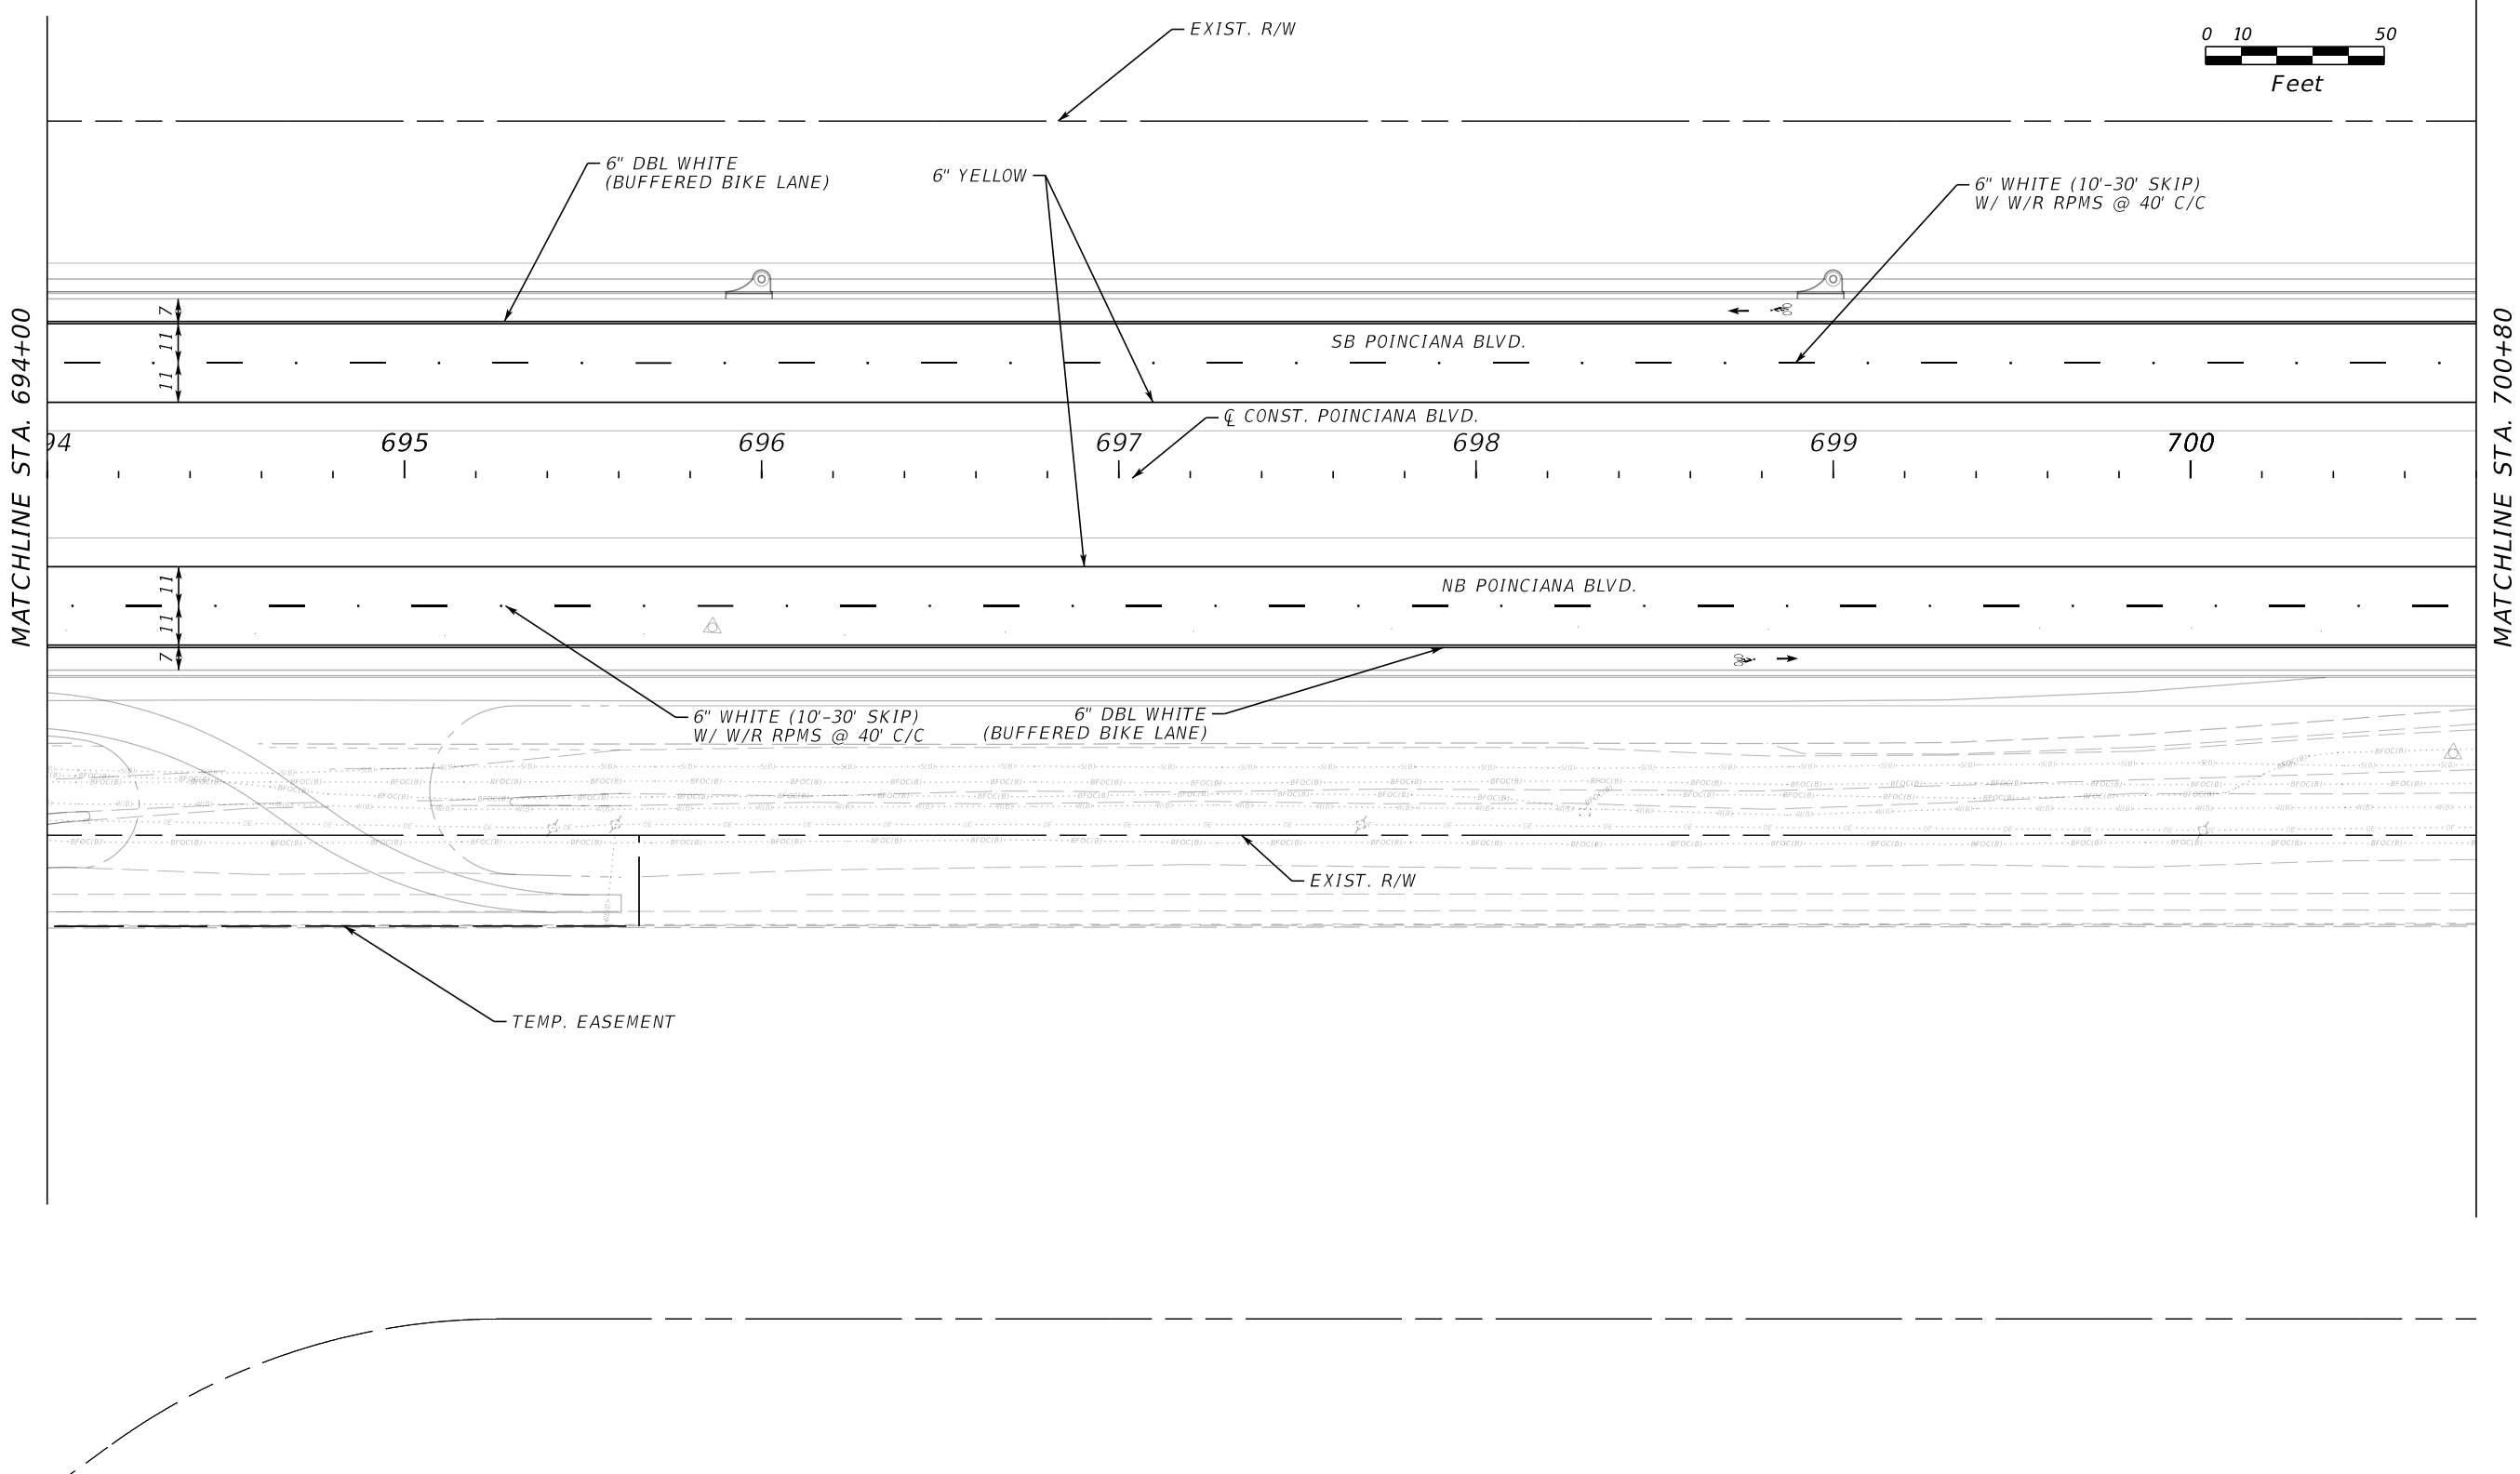 EXIST. R/W
0 10 50
Feet
6" DBL WHITE
(BUFFERED BIKE LANE)
6" YELLOW
6" WHITE (10'-30' SKIP)
W/ W/R RPMS @ 40' C/C
MATCHLINE STA. 694+00
MATCHLINE STA. 700+80
7
11
11
SB POINCIANA BLVD.
℄ CONST. POINCIANA BLVD.
94 695 696 697 698 699 700
11
11
7
NB POINCIANA BLVD.
6" WHITE (10'-30' SKIP)
W/ W/R RPMS @ 40' C/C
6" DBL WHITE
(BUFFERED BIKE LANE)
EXIST. R/W
TEMP. EASEMENT